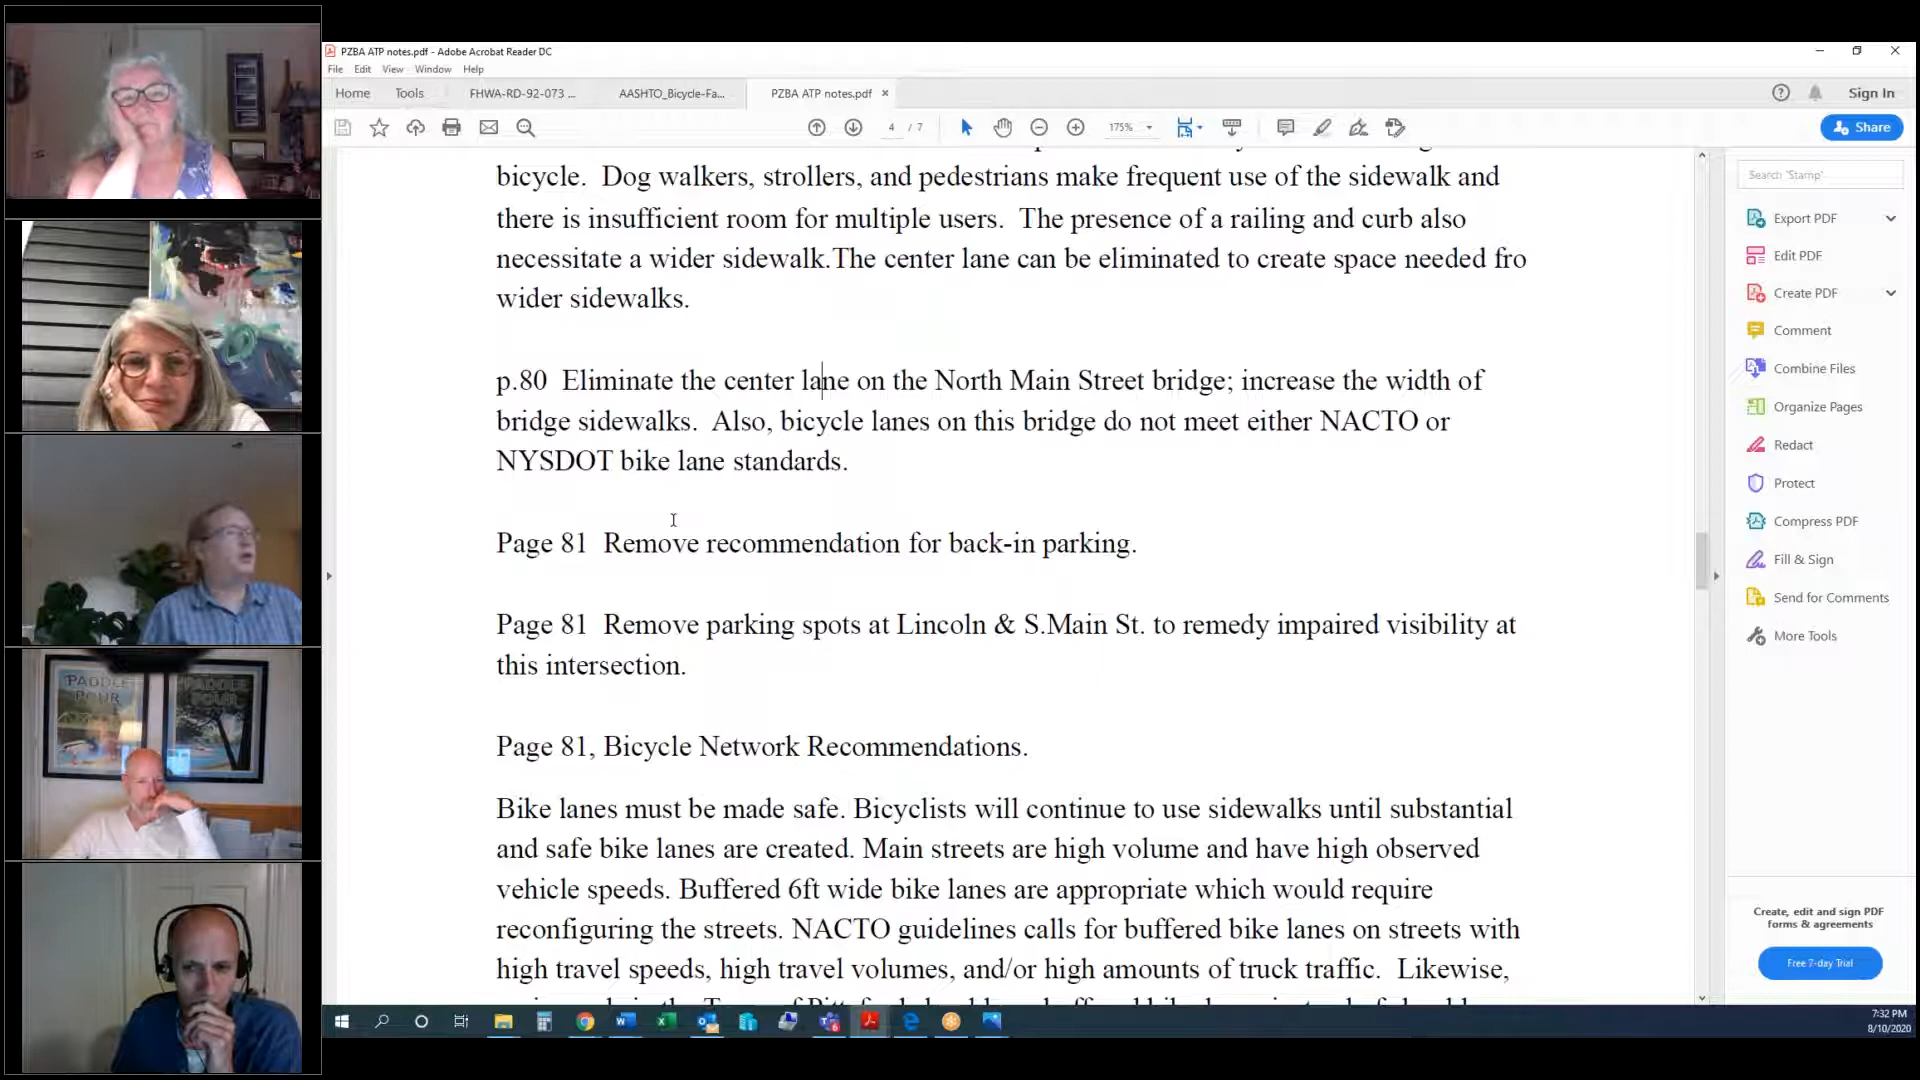 PZBA ATP notes.pdf - Adobe Acrobat Reader DC
File Edit View Window Help
Home Tools FHWA-RD-92-073 ... AASHTO_Bicycle-Fa... PZBA ATP notes.pdf × Sign In
4 / 7 175% Share
bicycle. Dog walkers, strollers, and pedestrians make frequent use of the sidewalk and
there is insufficient room for multiple users. The presence of a railing and curb also
necessitate a wider sidewalk.The center lane can be eliminated to create space needed fro
wider sidewalks.
p.80 Eliminate the center lane on the North Main Street bridge; increase the width of
bridge sidewalks. Also, bicycle lanes on this bridge do not meet either NACTO or
NYSDOT bike lane standards.
Page 81 Remove recommendation for back-in parking.
Page 81 Remove parking spots at Lincoln & S.Main St. to remedy impaired visibility at
this intersection.
Page 81, Bicycle Network Recommendations.
Bike lanes must be made safe. Bicyclists will continue to use sidewalks until substantial
and safe bike lanes are created. Main streets are high volume and have high observed
vehicle speeds. Buffered 6ft wide bike lanes are appropriate which would require
reconfiguring the streets. NACTO guidelines calls for buffered bike lanes on streets with
high travel speeds, high travel volumes, and/or high amounts of truck traffic. Likewise,
Search 'Stamp'
Export PDF
Edit PDF
Create PDF
Comment
Combine Files
Organize Pages
Redact
Protect
Compress PDF
Fill & Sign
Send for Comments
More Tools
Create, edit and sign PDF
forms & agreements
Free 7-day Trial
PADDLE
POUR
PADDLE
POUR
7:32 PM
8/10/2020